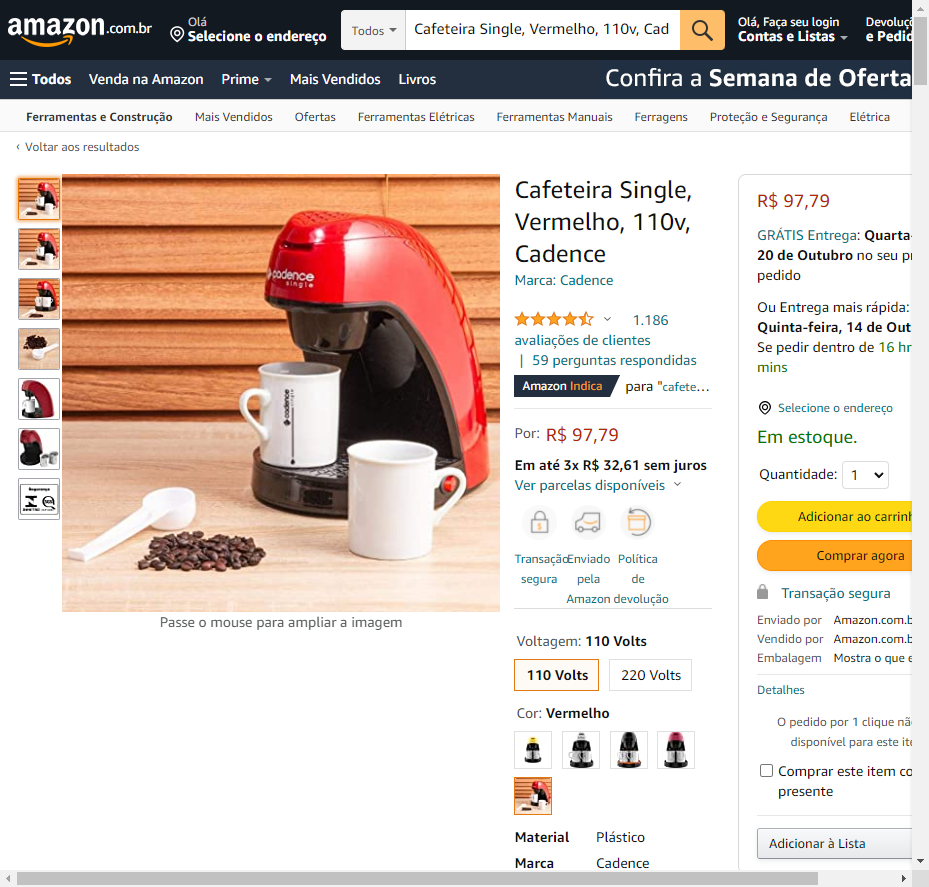 amazon.com.br
Olá
Selecione o endereço
Todos
Cafeteira Single, Vermelho, 110v, Cad
Olá, Faça seu login
Contas e Listas
Devoluç
e Pedid
Todos
Venda na Amazon
Prime
Mais Vendidos
Livros
Confira a Semana de Oferta
Ferramentas e Construção
Mais Vendidos
Ofertas
Ferramentas Elétricas
Ferramentas Manuais
Ferragens
Proteção e Segurança
Elétrica
‹ Voltar aos resultados
cadence
single
cadence
Segurança
Passe o mouse para ampliar a imagem
Cafeteira Single,
Vermelho, 110v,
Cadence
Marca: Cadence
1.186
avaliações de clientes
| 59 perguntas respondidas
Amazon Indica para "cafete…
Por: R$ 97,79
Em até 3x R$ 32,61 sem juros
Ver parcelas disponíveis
Transação
segura
Enviado
pela
Amazon
Política
de
devolução
Voltagem: 110 Volts
110 Volts
220 Volts
Cor: Vermelho
Material Plástico
Marca Cadence
R$ 97,79
GRÁTIS Entrega: Quarta-
20 de Outubro no seu pr
pedido
Ou Entrega mais rápida:
Quinta-feira, 14 de Out
Se pedir dentro de 16 hr
mins
Selecione o endereço
Em estoque.
Quantidade: 1
Adicionar ao carrinh
Comprar agora
Transação segura
Enviado por Amazon.com.b
Vendido por Amazon.com.b
Embalagem Mostra o que e
Detalhes
O pedido por 1 clique nã
disponível para este ite
Comprar este item co
presente
Adicionar à Lista